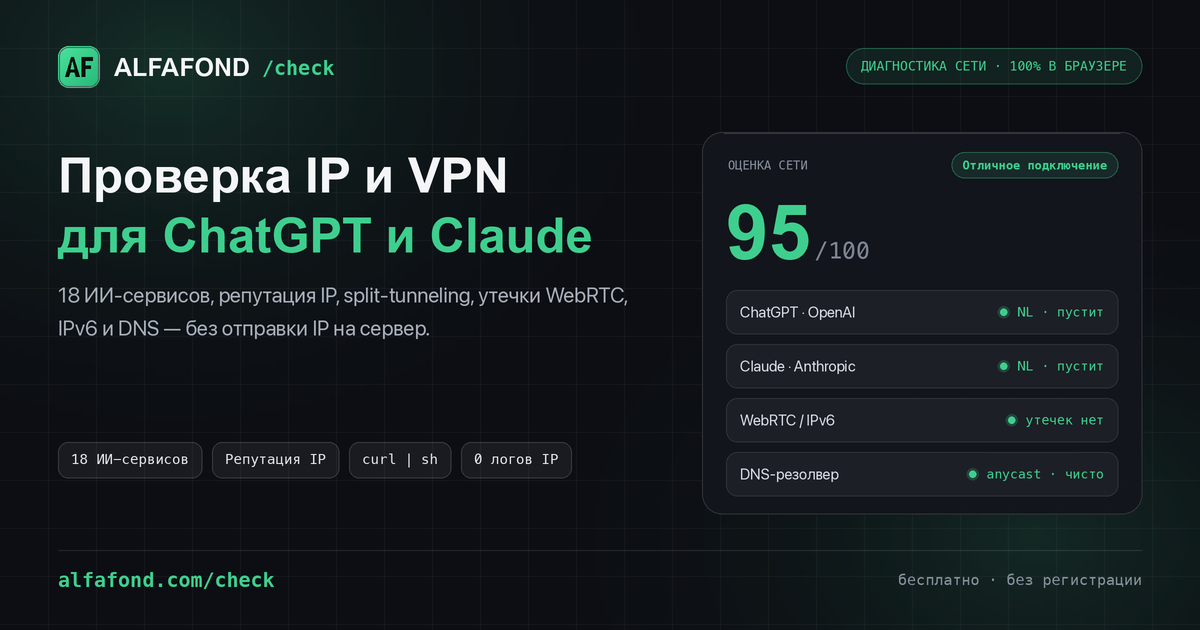 AF ALFAFOND /check
ДИАГНОСТИКА СЕТИ · 100% В БРАУЗЕРЕ
Проверка IP и VPN
для ChatGPT и Claude
18 ИИ-сервисов, репутация IP, split-tunneling, утечки WebRTC,
IPv6 и DNS — без отправки IP на сервер.
18 ИИ-сервисов Репутация IP curl | sh 0 логов IP
ОЦЕНКА СЕТИ Отличное подключение
95/100
ChatGPT · OpenAI NL · пустит
Claude · Anthropic NL · пустит
WebRTC / IPv6 утечек нет
DNS-резолвер anycast · чисто
alfafond.com/check
бесплатно · без регистрации